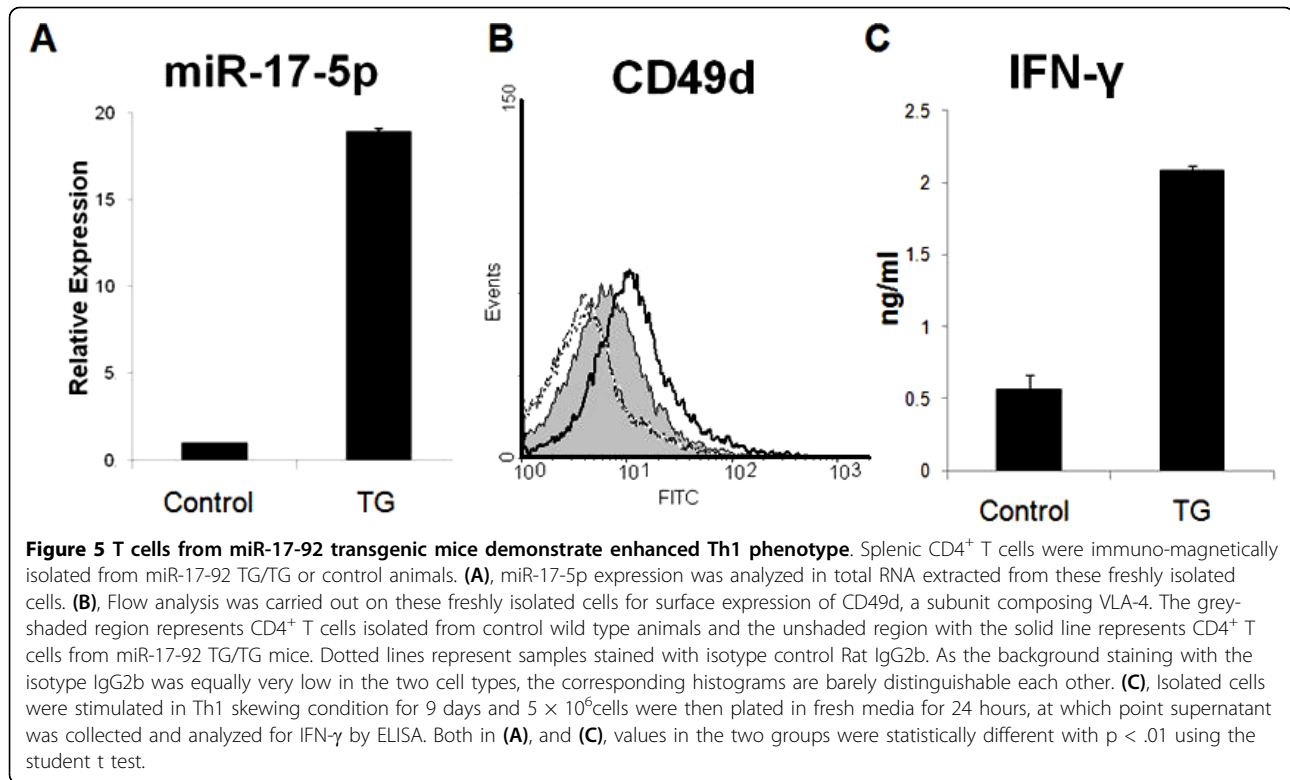 A
miR-17-5p
Relative Expression
20
15
10
5
0
Control
TG
B
CD49d
150
Events
0
10⁰
10¹
10²
10³
FITC
C
IFN-γ
ng/ml
2.5
2
1.5
1
0.5
0
Control
TG
Figure 5 T cells from miR-17-92 transgenic mice demonstrate enhanced Th1 phenotype. Splenic CD4⁺ T cells were immuno-magnetically
isolated from miR-17-92 TG/TG or control animals. (A), miR-17-5p expression was analyzed in total RNA extracted from these freshly isolated
cells. (B), Flow analysis was carried out on these freshly isolated cells for surface expression of CD49d, a subunit composing VLA-4. The grey-
shaded region represents CD4⁺ T cells isolated from control wild type animals and the unshaded region with the solid line represents CD4⁺ T
cells from miR-17-92 TG/TG mice. Dotted lines represent samples stained with isotype control Rat IgG2b. As the background staining with the
isotype IgG2b was equally very low in the two cell types, the corresponding histograms are barely distinguishable each other. (C), Isolated cells
were stimulated in Th1 skewing condition for 9 days and 5 × 10⁶cells were then plated in fresh media for 24 hours, at which point supernatant
was collected and analyzed for IFN-γ by ELISA. Both in (A), and (C), values in the two groups were statistically different with p < .01 using the
student t test.